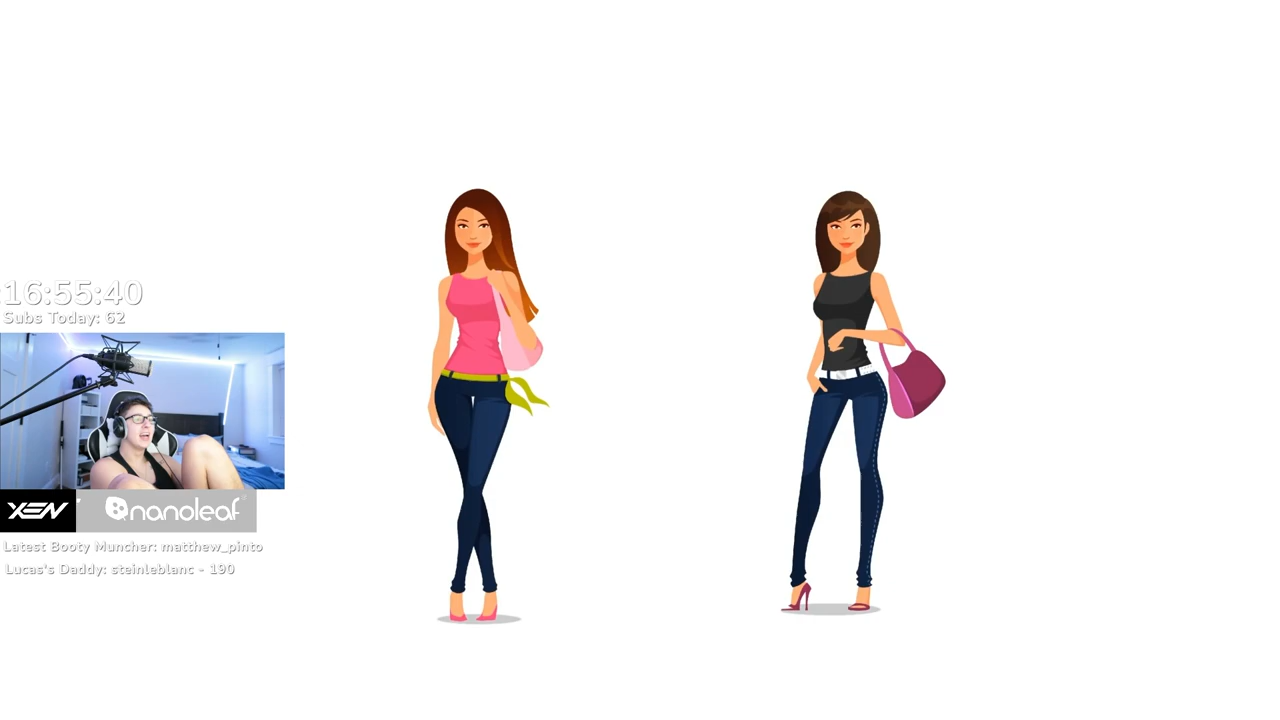 :16:55:40
Subs Today: 62
XEN
nanoleaf
Latest Booty Muncher: matthew_pinto
Lucas's Daddy: steinleblanc - 190